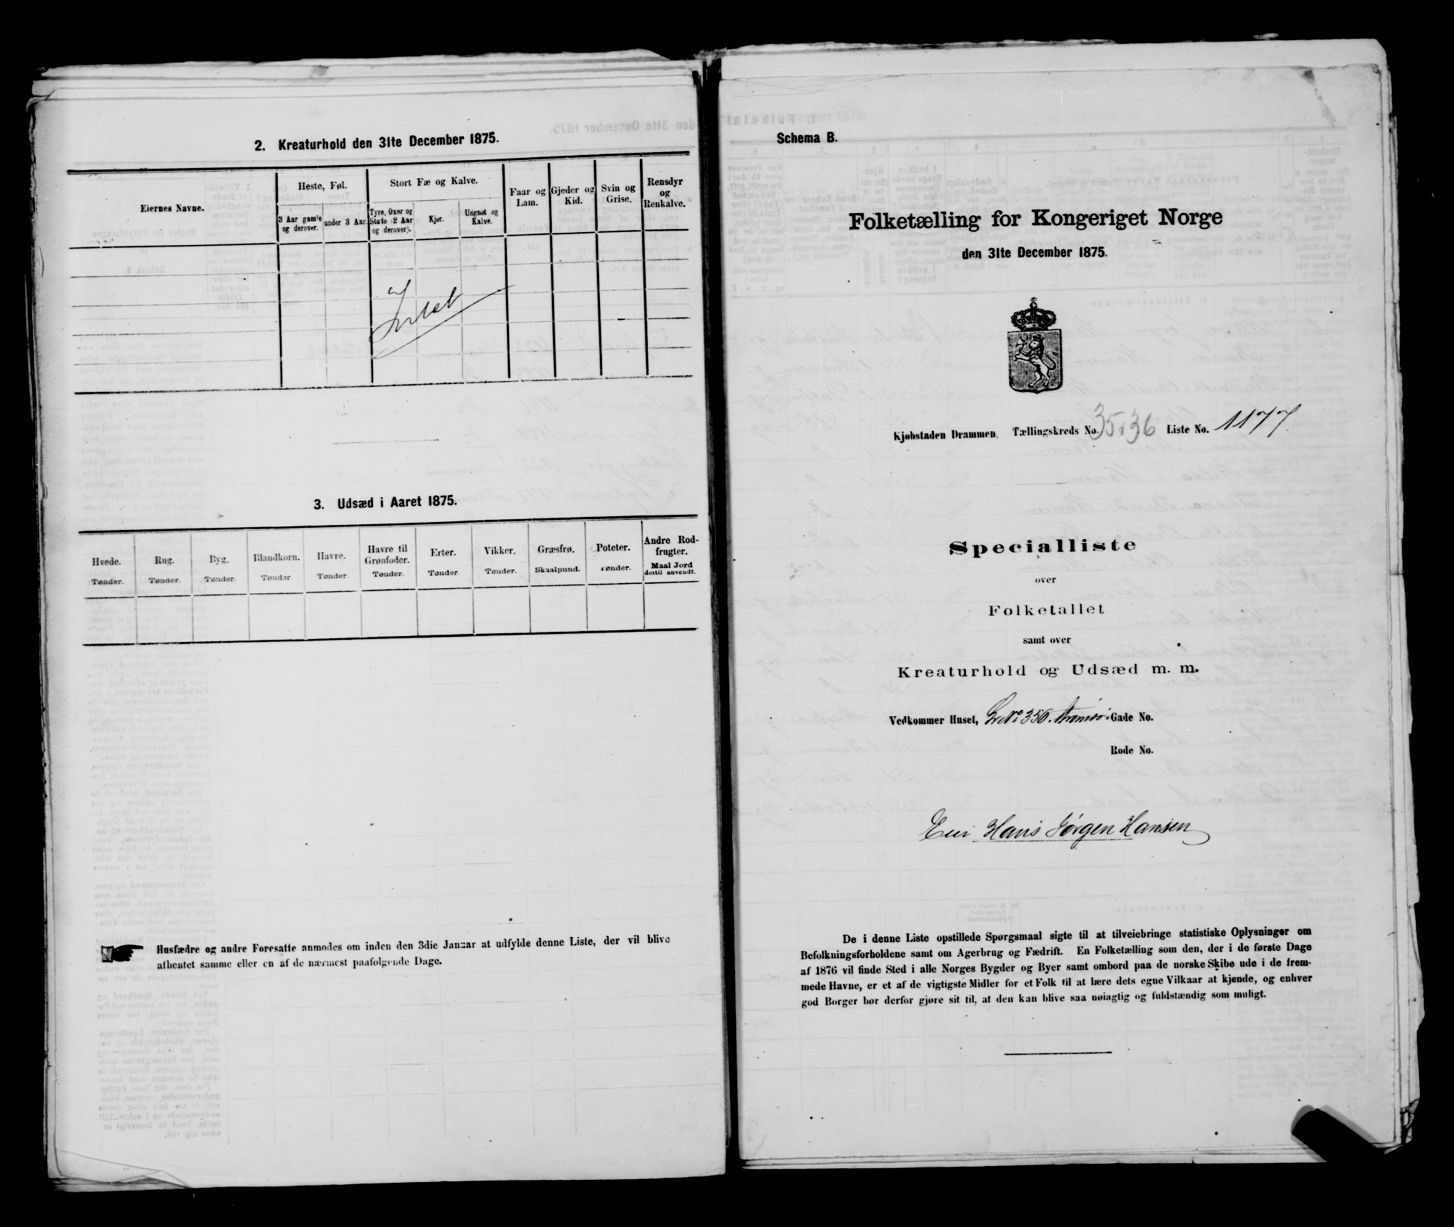 2. Kreaturhold den 31te December 1875.
Eiernes Navne.
Heste, Føl.
Stort Fæ og Kalve.
Faar og Lam.
Gjeder og Kid.
Svin og Grise.
Rensdyr og Renkalve.
3 Aar gamle og derover.
under 3 Aar.
Tyre, Oxer og Stude 2 Aar og derover).
Kjør.
Ungnøt og Kalve.
Intet
3. Udsæd i Aaret 1875.
Hvede. Rug. Byg. Blandkorn. Havre. Havre til Grønfoder. Erter. Vikker. Græsfrø. Poteter. Andre Rodfrugter.
Tønder. Tønder. Tønder. Tønder Tønder. Tønder. Tønder. Tønder. Skaalpund. Tønder. Maal Jord dertil anvendt.
Husfædre og andre Foresatte anmodes om inden den 3die Januar at udfylde denne Liste, der vil blive
afhentet samme eller en af de nærmest paafølgende Dage.
Schema B.
Folketælling for Kongeriget Norge
den 31te December 1875.
Kjøbstaden Drammen, Tællingskreds No. 35.36 Liste No. 1177
Specialliste
over
Folketallet
samt over
Kreaturhold og Udsæd m. m.
Vedkommer Huset, Gr No 356. Tromsø. Gade No.
Rode No.
Eier Hans Jørgen Hansen
De i denne Liste opstillede Spørgsmaal sigte til at tilveiebringe statistiske Oplysninger om
Befolkningsforholdene samt om Agerbrug og Fædrift. En Folketælling som den, der i de første Dage
af 1876 vil finde Sted i alle Norges Bygder og Byer samt ombord paa de norske Skibe ude i de frem-
mede Havne, er et af de vigtigste Midler for et Folk til at lære dets egne Vilkaar at kjende, og enhver
god Borger bør derfor gjøre sit til, at den kan blive saa nøiagtig og fuldstændig som muligt.